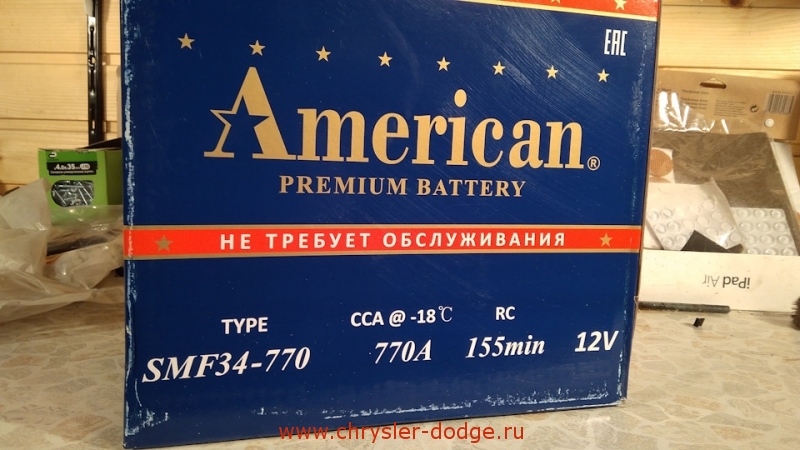 EAC
American®
PREMIUM BATTERY
НЕ ТРЕБУЕТ ОБСЛУЖИВАНИЯ
TYPE
CCA @ -18℃
RC
SMF34-770
770A
155min
12V
iPad Air
www.chrysler-dodge.ru